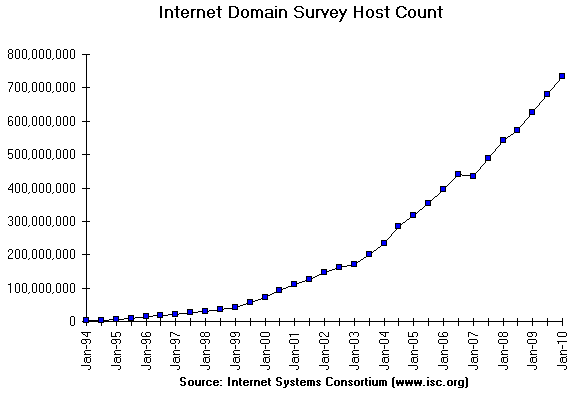 Internet Domain Survey Host Count
800,000,000
700,000,000
600,000,000
500,000,000
400,000,000
300,000,000
200,000,000
100,000,000
0
Jan-94
Jan-95
Jan-96
Jan-97
Jan-98
Jan-99
Jan-00
Jan-01
Jan-02
Jan-03
Jan-04
Jan-05
Jan-06
Jan-07
Jan-08
Jan-09
Jan-10
Source: Internet Systems Consortium (www.isc.org)